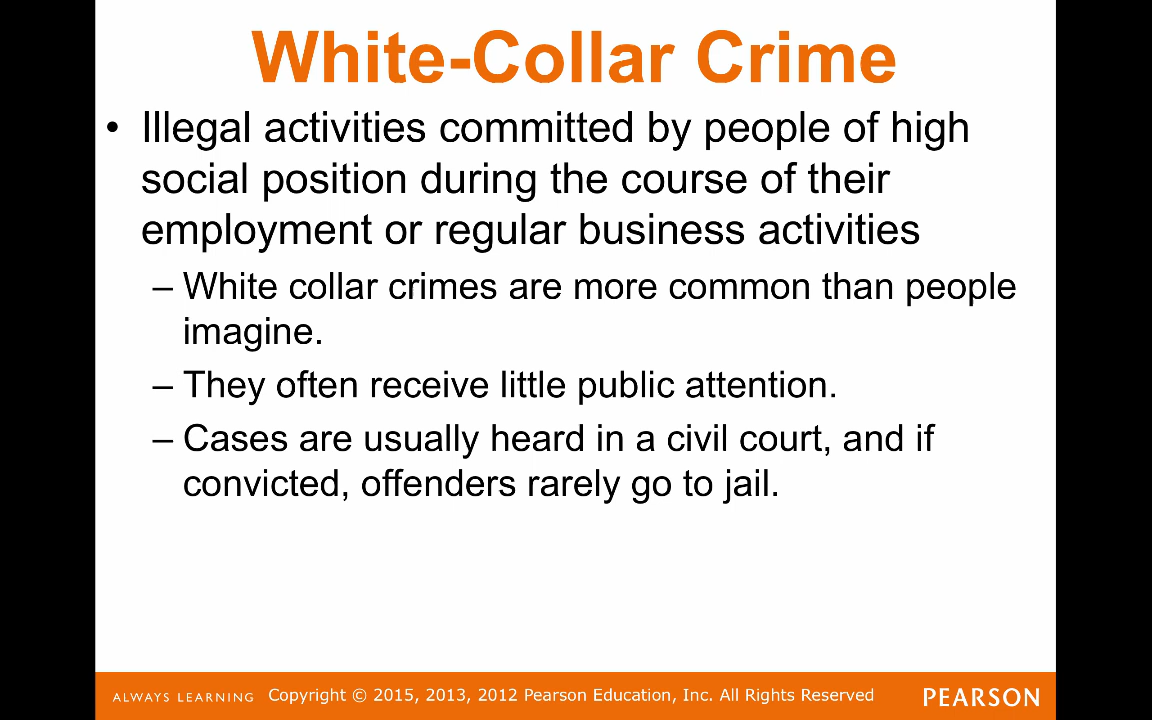 White-Collar Crime
• Illegal activities committed by people of high
social position during the course of their
employment or regular business activities
– White collar crimes are more common than people
imagine.
– They often receive little public attention.
– Cases are usually heard in a civil court, and if
convicted, offenders rarely go to jail.
ALWAYS LEARNING Copyright © 2015, 2013, 2012 Pearson Education, Inc. All Rights Reserved PEARSON